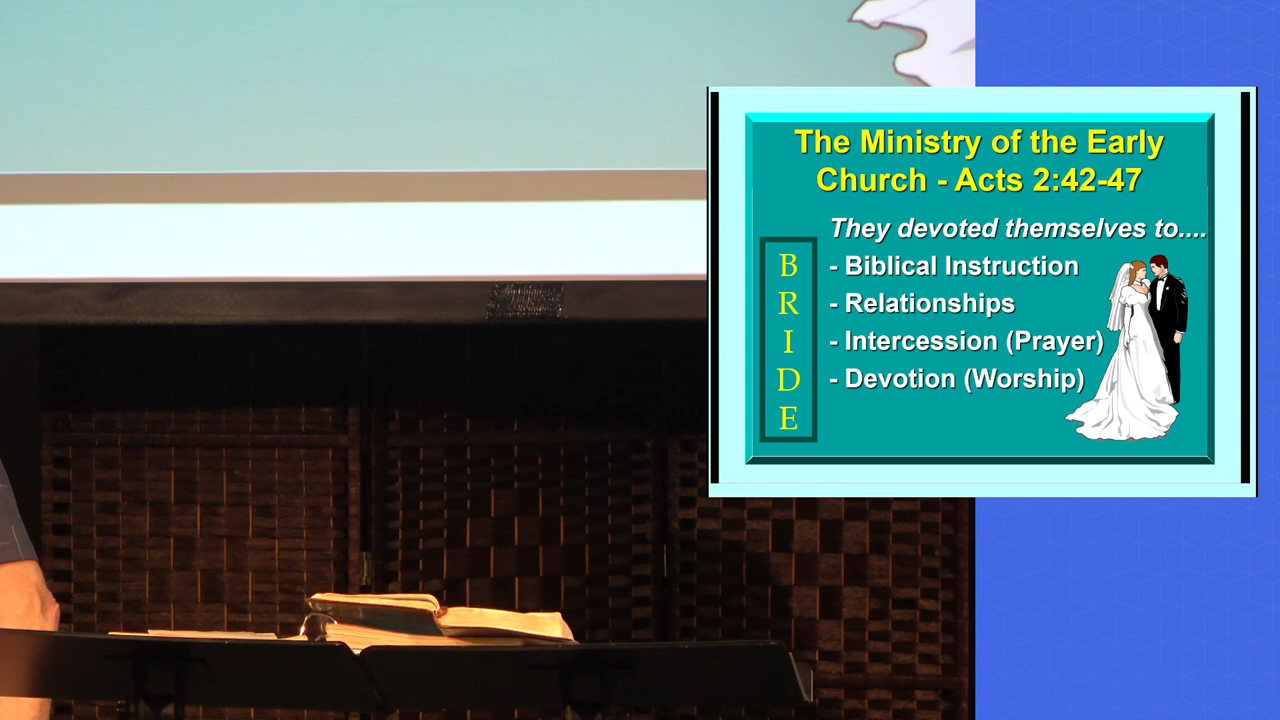 The Ministry of the Early
Church - Acts 2:42-47
They devoted themselves to....
B - Biblical Instruction
R - Relationships
I - Intercession (Prayer)
D - Devotion (Worship)
E